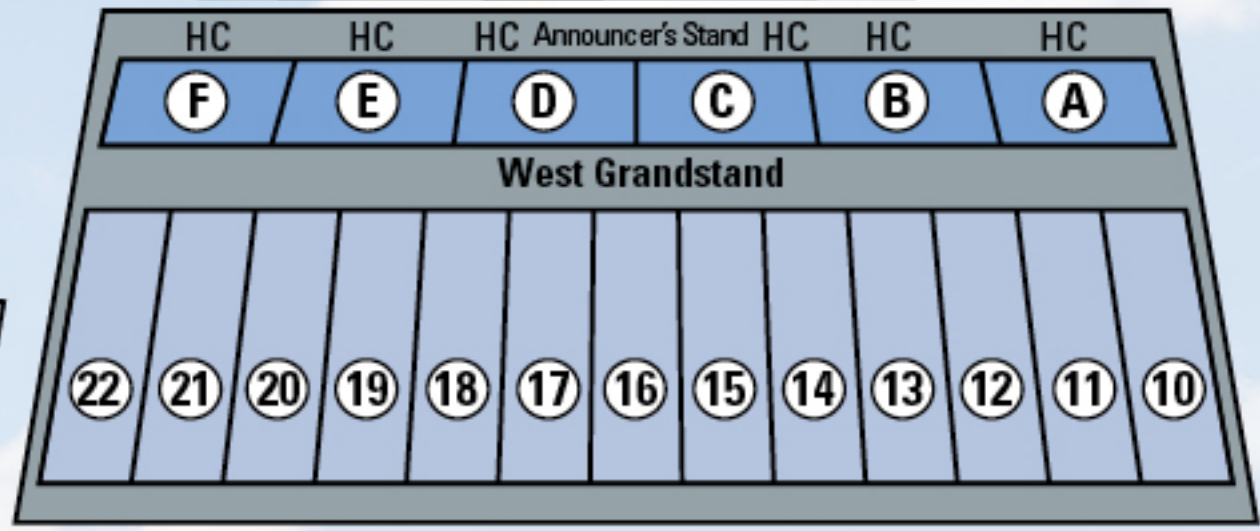 HC HC HC Announcer's Stand HC HC HC
F E D C B A
West Grandstand
22 21 20 19 18 17 16 15 14 13 12 11 10